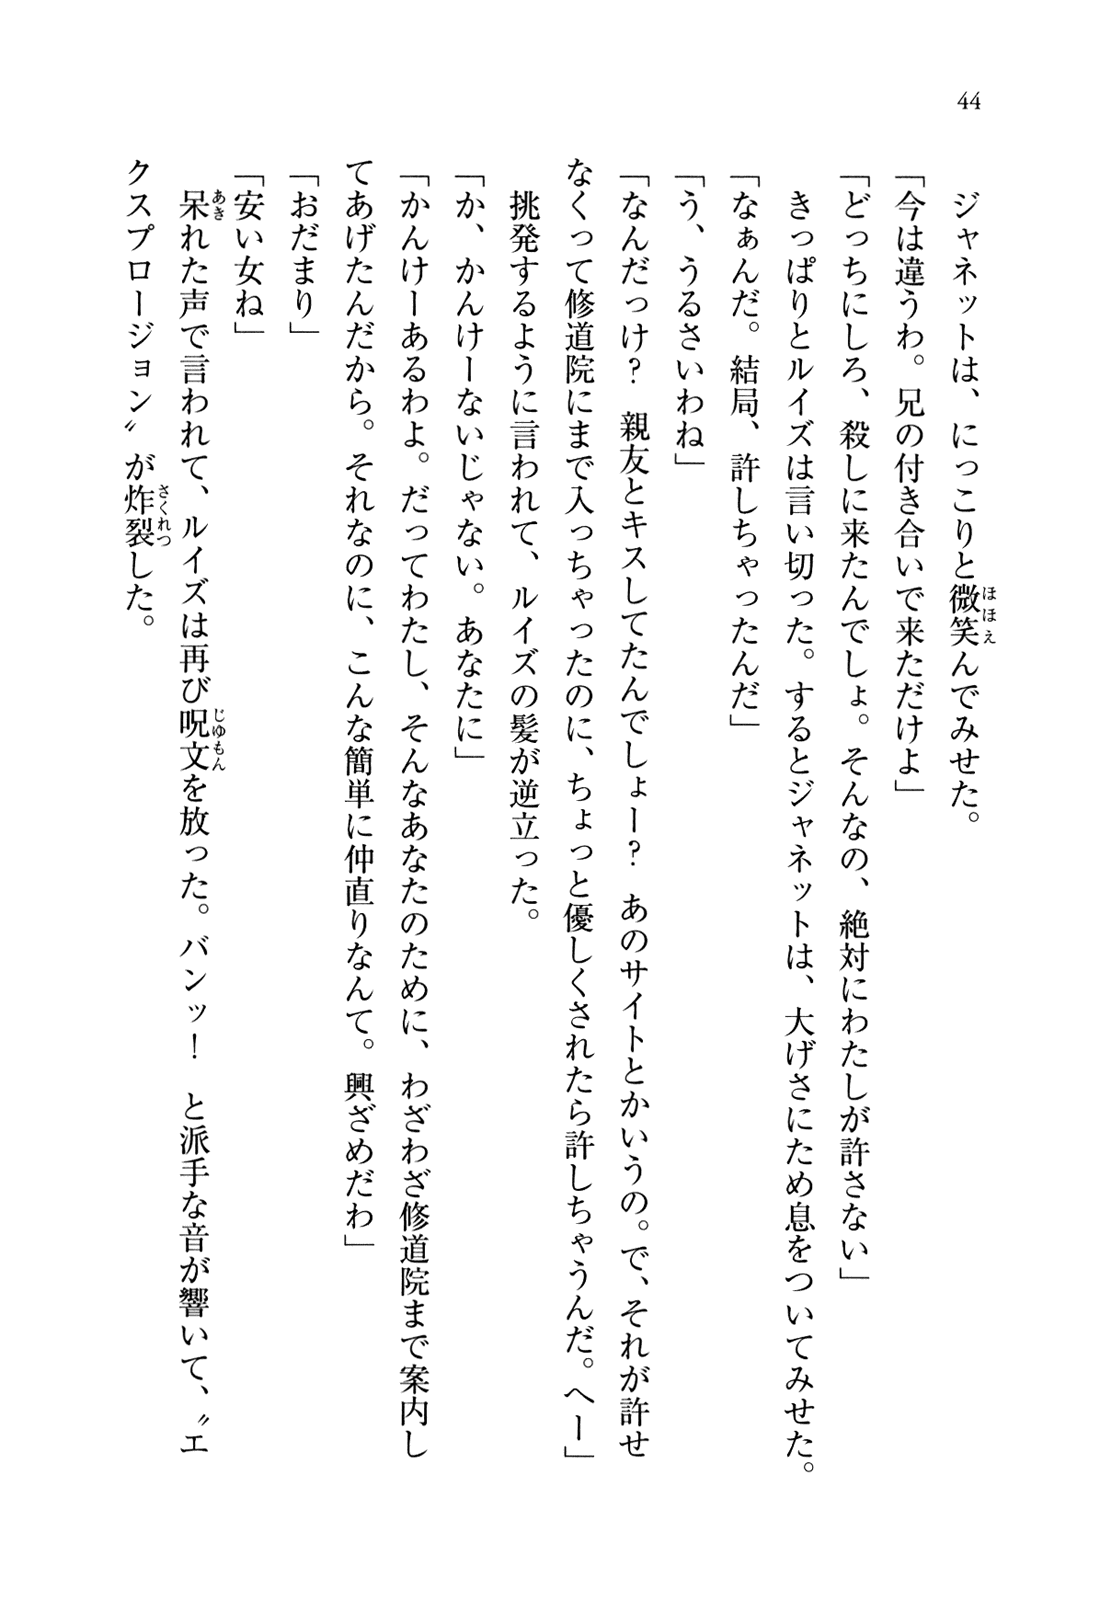 44
ジャネットは、にっこりと微笑んでみせた。
「今は違うわ。兄の付き合いで来ただけよ」
「どっちにしろ、殺しに来たんでしょ。そんなの、絶対にわたしが許さない」
きっぱりとルイズは言い切った。するとジャネットは、大げさにため息をついてみせた。
「なぁんだ。結局、許しちゃったんだ」
「う、うるさいわね」
「なんだっけ？　親友とキスしてたんでしょー？　あのサイトとかいうの。で、それが許せ
なくって修道院にまで入っちゃったのに、ちょっと優しくされたら許しちゃうんだ。へー」
挑発するように言われて、ルイズの髪が逆立った。
「か、かんけーないじゃない。あなたに」
「かんけーあるわよ。だってわたし、そんなあなたのために、わざわざ修道院まで案内し
てあげたんだから。それなのに、こんな簡単に仲直りなんて。興ざめだわ」
「おだまり」
「安い女ね」
呆れた声で言われて、ルイズは再び呪文を放った。バンッ！　と派手な音が響いて、〝エ
クスプロージョン〟が炸裂した。